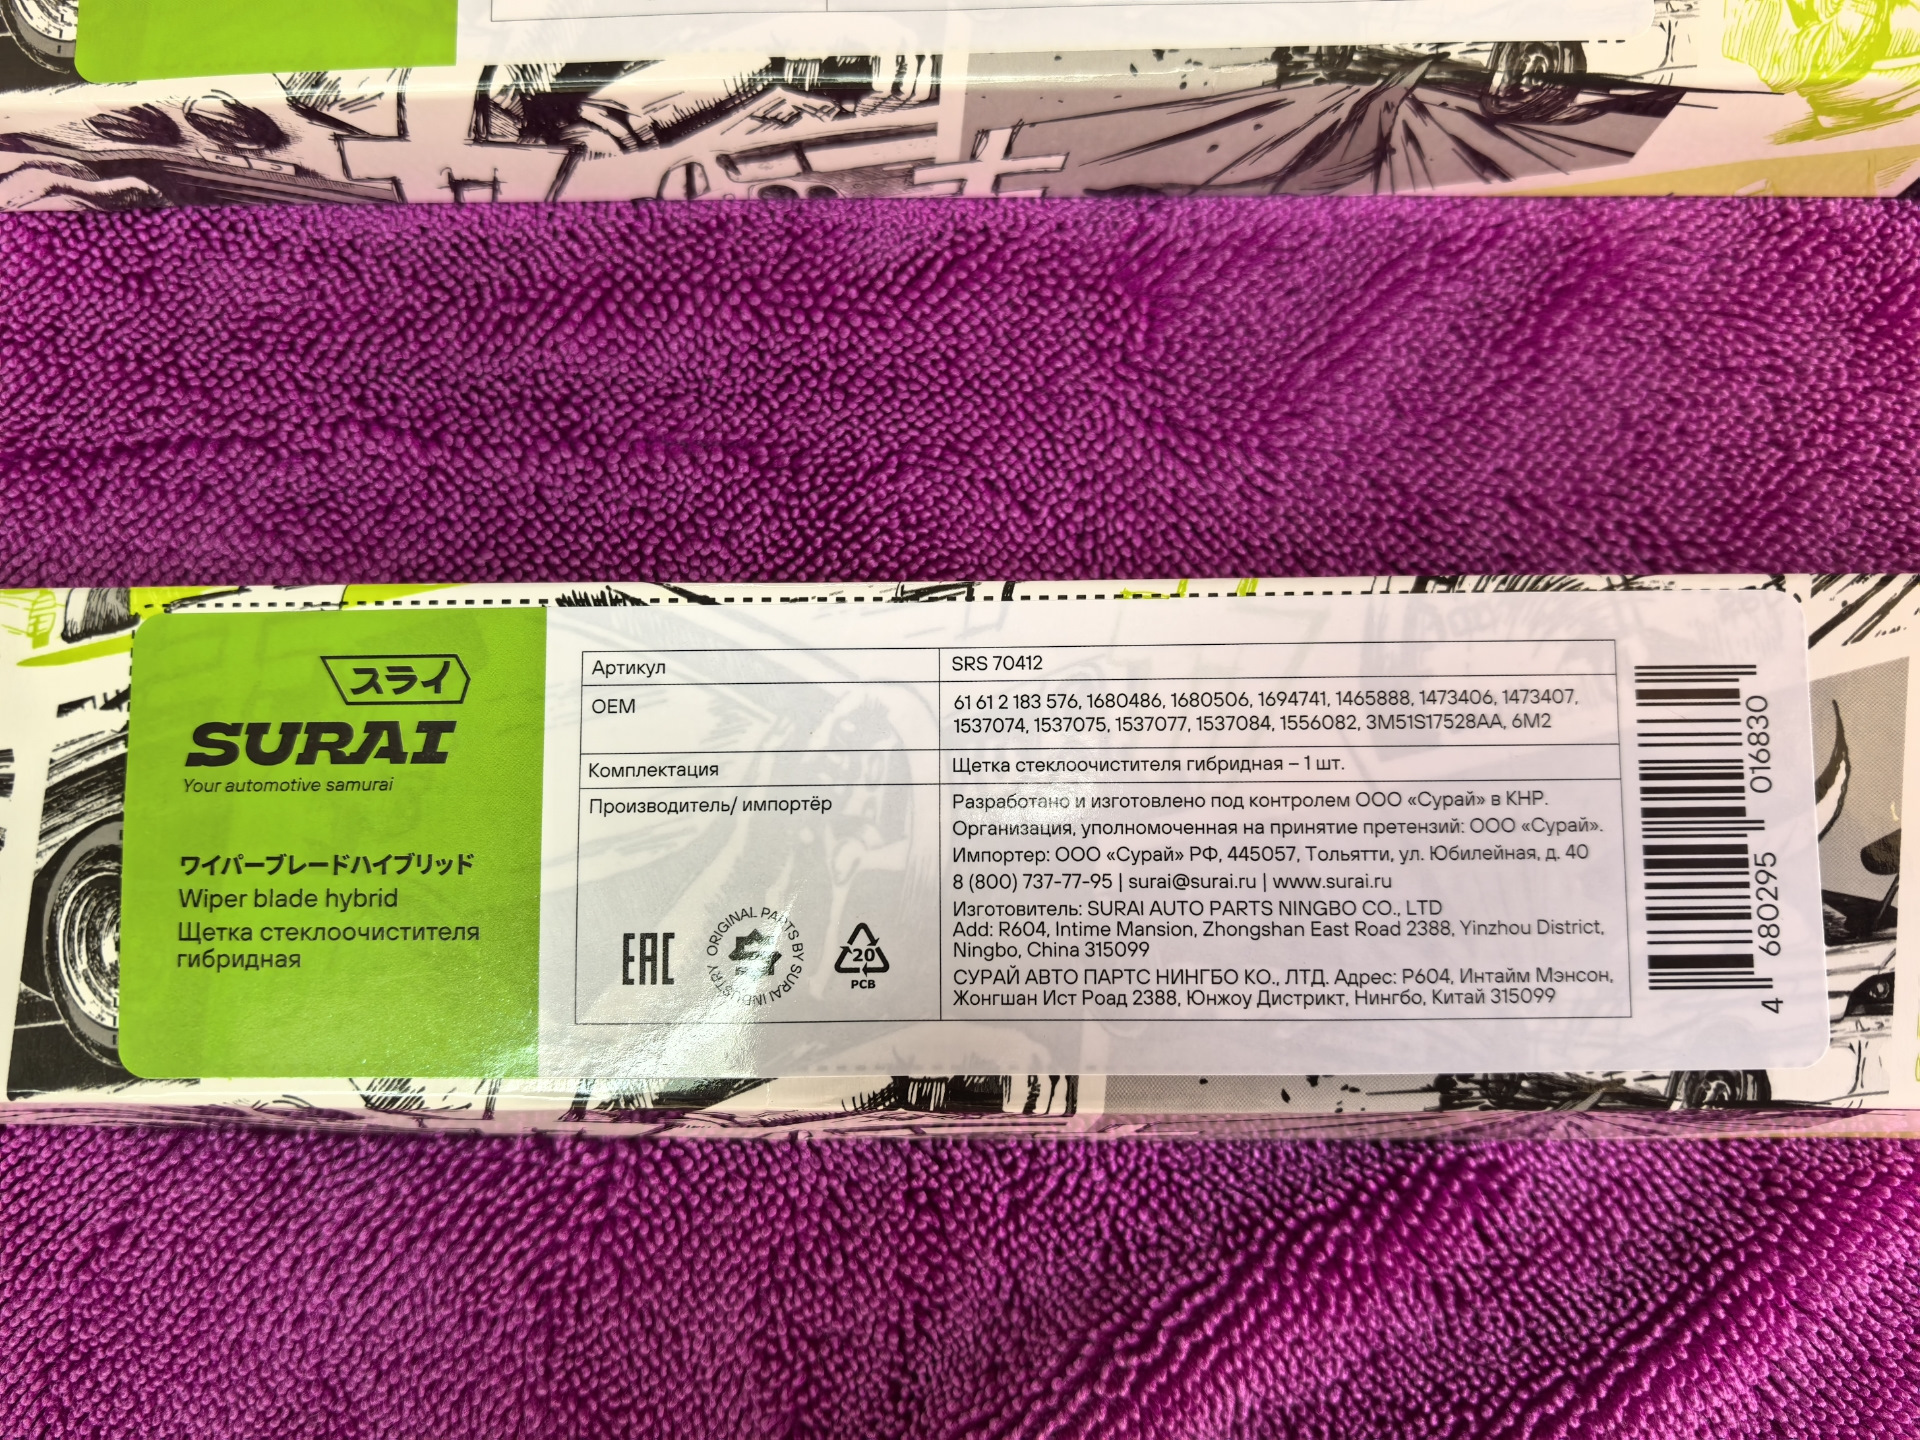 スライ
SURAI
Your automotive samurai
ワイパーブレードハイブリッド
Wiper blade hybrid
Щетка стеклоочистителя
гибридная
Артикул
SRS 70412
OEM
61 61 2 183 576, 1680486, 1680506, 1694741, 1465888, 1473406, 1473407,
1537074, 1537075, 1537077, 1537084, 1556082, 3M51S17528AA, 6M2
Комплектация
Щетка стеклоочистителя гибридная – 1 шт.
Производитель/ импортёр
Разработано и изготовлено под контролем ООО «Сурай» в КНР.
Организация, уполномоченная на принятие претензий: ООО «Сурай».
Импортер: ООО «Сурай» РФ, 445057, Тольятти, ул. Юбилейная, д. 40
8 (800) 737-77-95 | surai@surai.ru | www.surai.ru
Изготовитель: SURAI AUTO PARTS NINGBO CO., LTD
Add: R604, Intime Mansion, Zhongshan East Road 2388, Yinzhou District,
Ningbo, China 315099
СУРАЙ АВТО ПАРТС НИНГБО КО., ЛТД. Адрес: Р604, Интайм Мэнсон,
Жонгшан Ист Роад 2388, Юнжоу Дистрикт, Нингбо, Китай 315099
EAC
ORIGINAL PARTS BY SURAI INDUSTRY
20
PCB
4 680295 016830